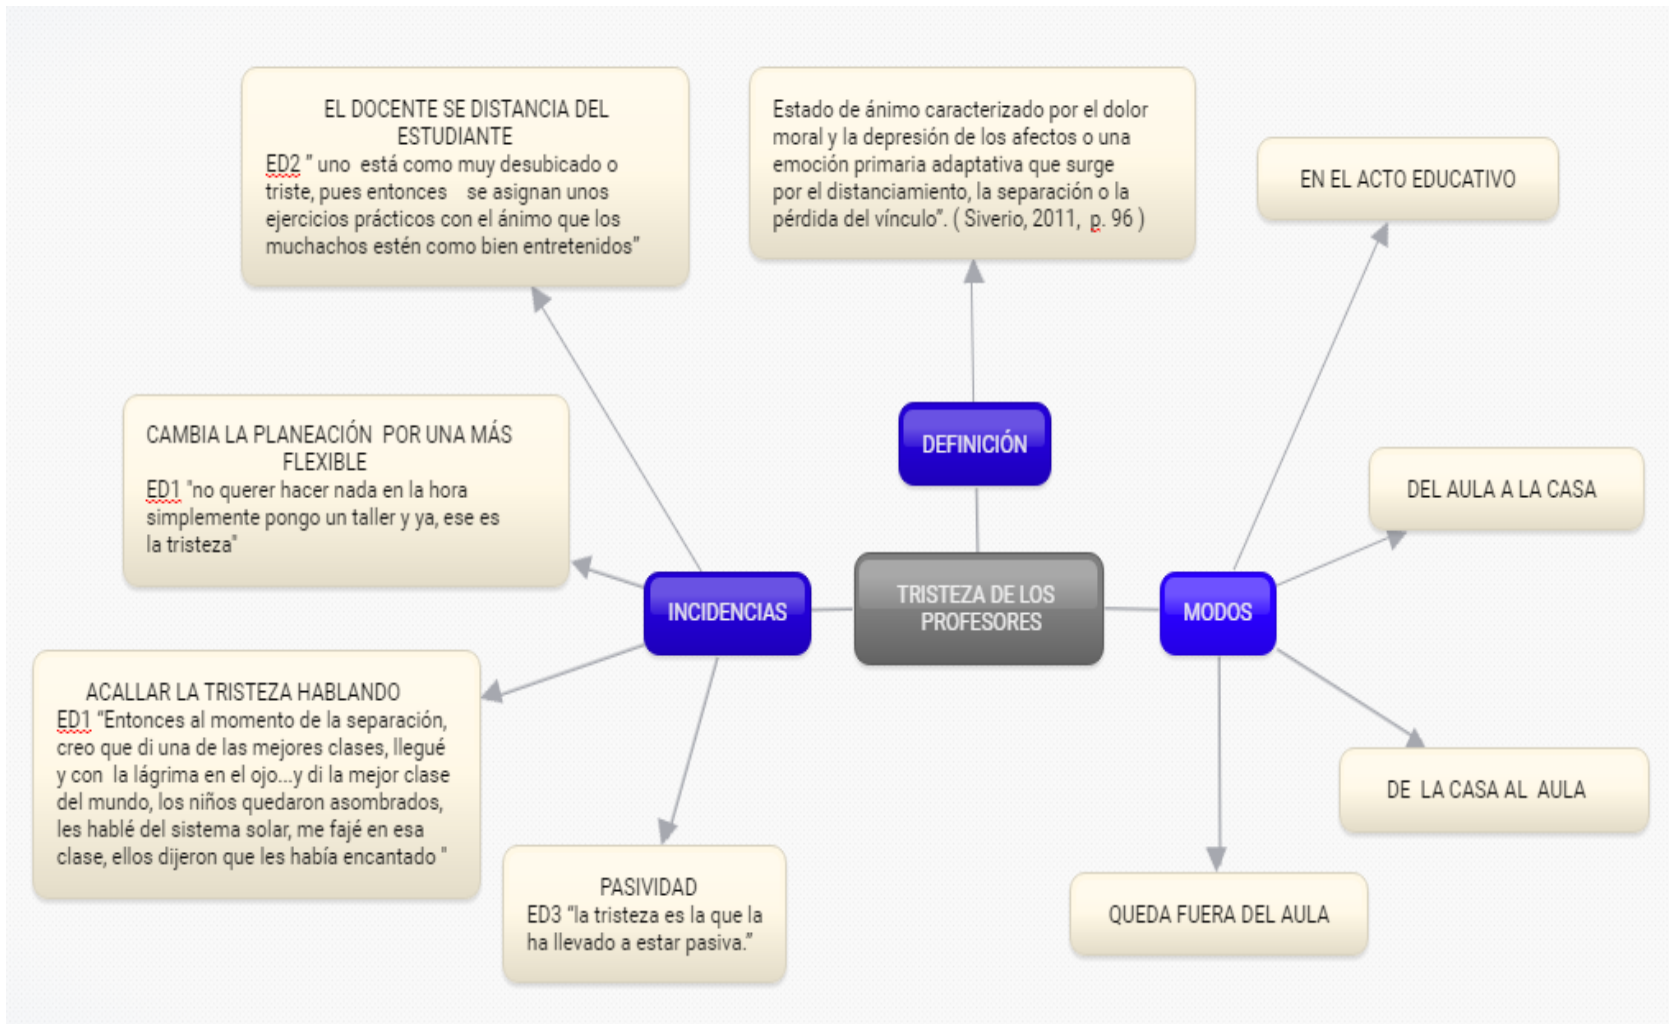 EL DOCENTE SE DISTANCIA DEL
ESTUDIANTE
ED2 ” uno está como muy desubicado o
triste, pues entonces se asignan unos
ejercicios prácticos con el ánimo que los
muchachos estén como bien entretenidos”
Estado de ánimo caracterizado por el dolor
moral y la depresión de los afectos o una
emoción primaria adaptativa que surge
por el distanciamiento, la separación o la
pérdida del vínculo”. ( Siverio, 2011, p. 96 )
EN EL ACTO EDUCATIVO
CAMBIA LA PLANEACIÓN POR UNA MÁS
FLEXIBLE
ED1 "no querer hacer nada en la hora
simplemente pongo un taller y ya, ese es
la tristeza"
DEFINICIÓN
DEL AULA A LA CASA
INCIDENCIAS
TRISTEZA DE LOS
PROFESORES
MODOS
ACALLAR LA TRISTEZA HABLANDO
ED1 “Entonces al momento de la separación,
creo que di una de las mejores clases, llegué
y con la lágrima en el ojo...y di la mejor clase
del mundo, los niños quedaron asombrados,
les hablé del sistema solar, me fajé en esa
clase, ellos dijeron que les había encantado "
DE LA CASA AL AULA
PASIVIDAD
ED3 “la tristeza es la que la
ha llevado a estar pasiva.”
QUEDA FUERA DEL AULA